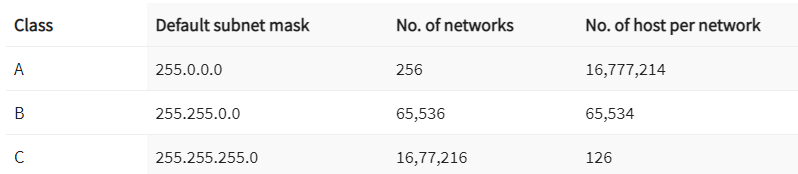 Class Default subnet mask No. of networks No. of host per network
A 255.0.0.0 256 16,777,214
B 255.255.0.0 65,536 65,534
C 255.255.255.0 16,77,216 126